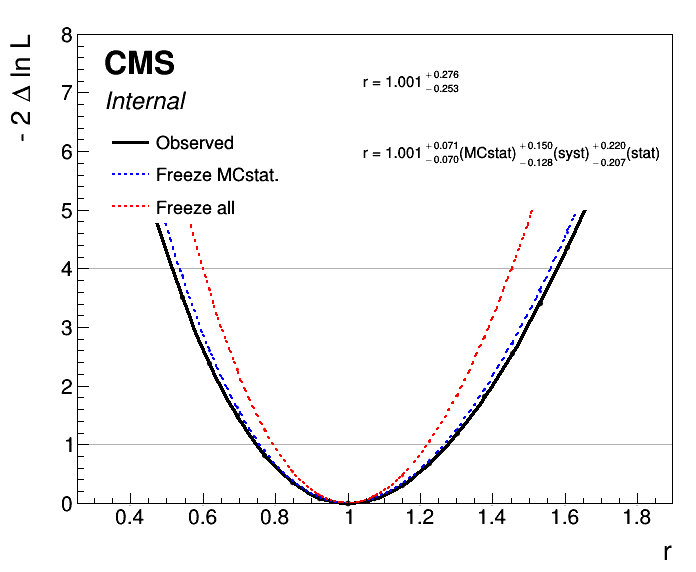 - 2 Δ ln L
8
7
6
5
4
3
2
1
0
CMS
Internal
Observed
Freeze MCstat.
Freeze all
r = 1.001 +0.276 −0.253
r = 1.001 +0.071 −0.070 (MCstat) +0.150 −0.128 (syst) +0.220 −0.207 (stat)
0.4 0.6 0.8 1 1.2 1.4 1.6 1.8
r